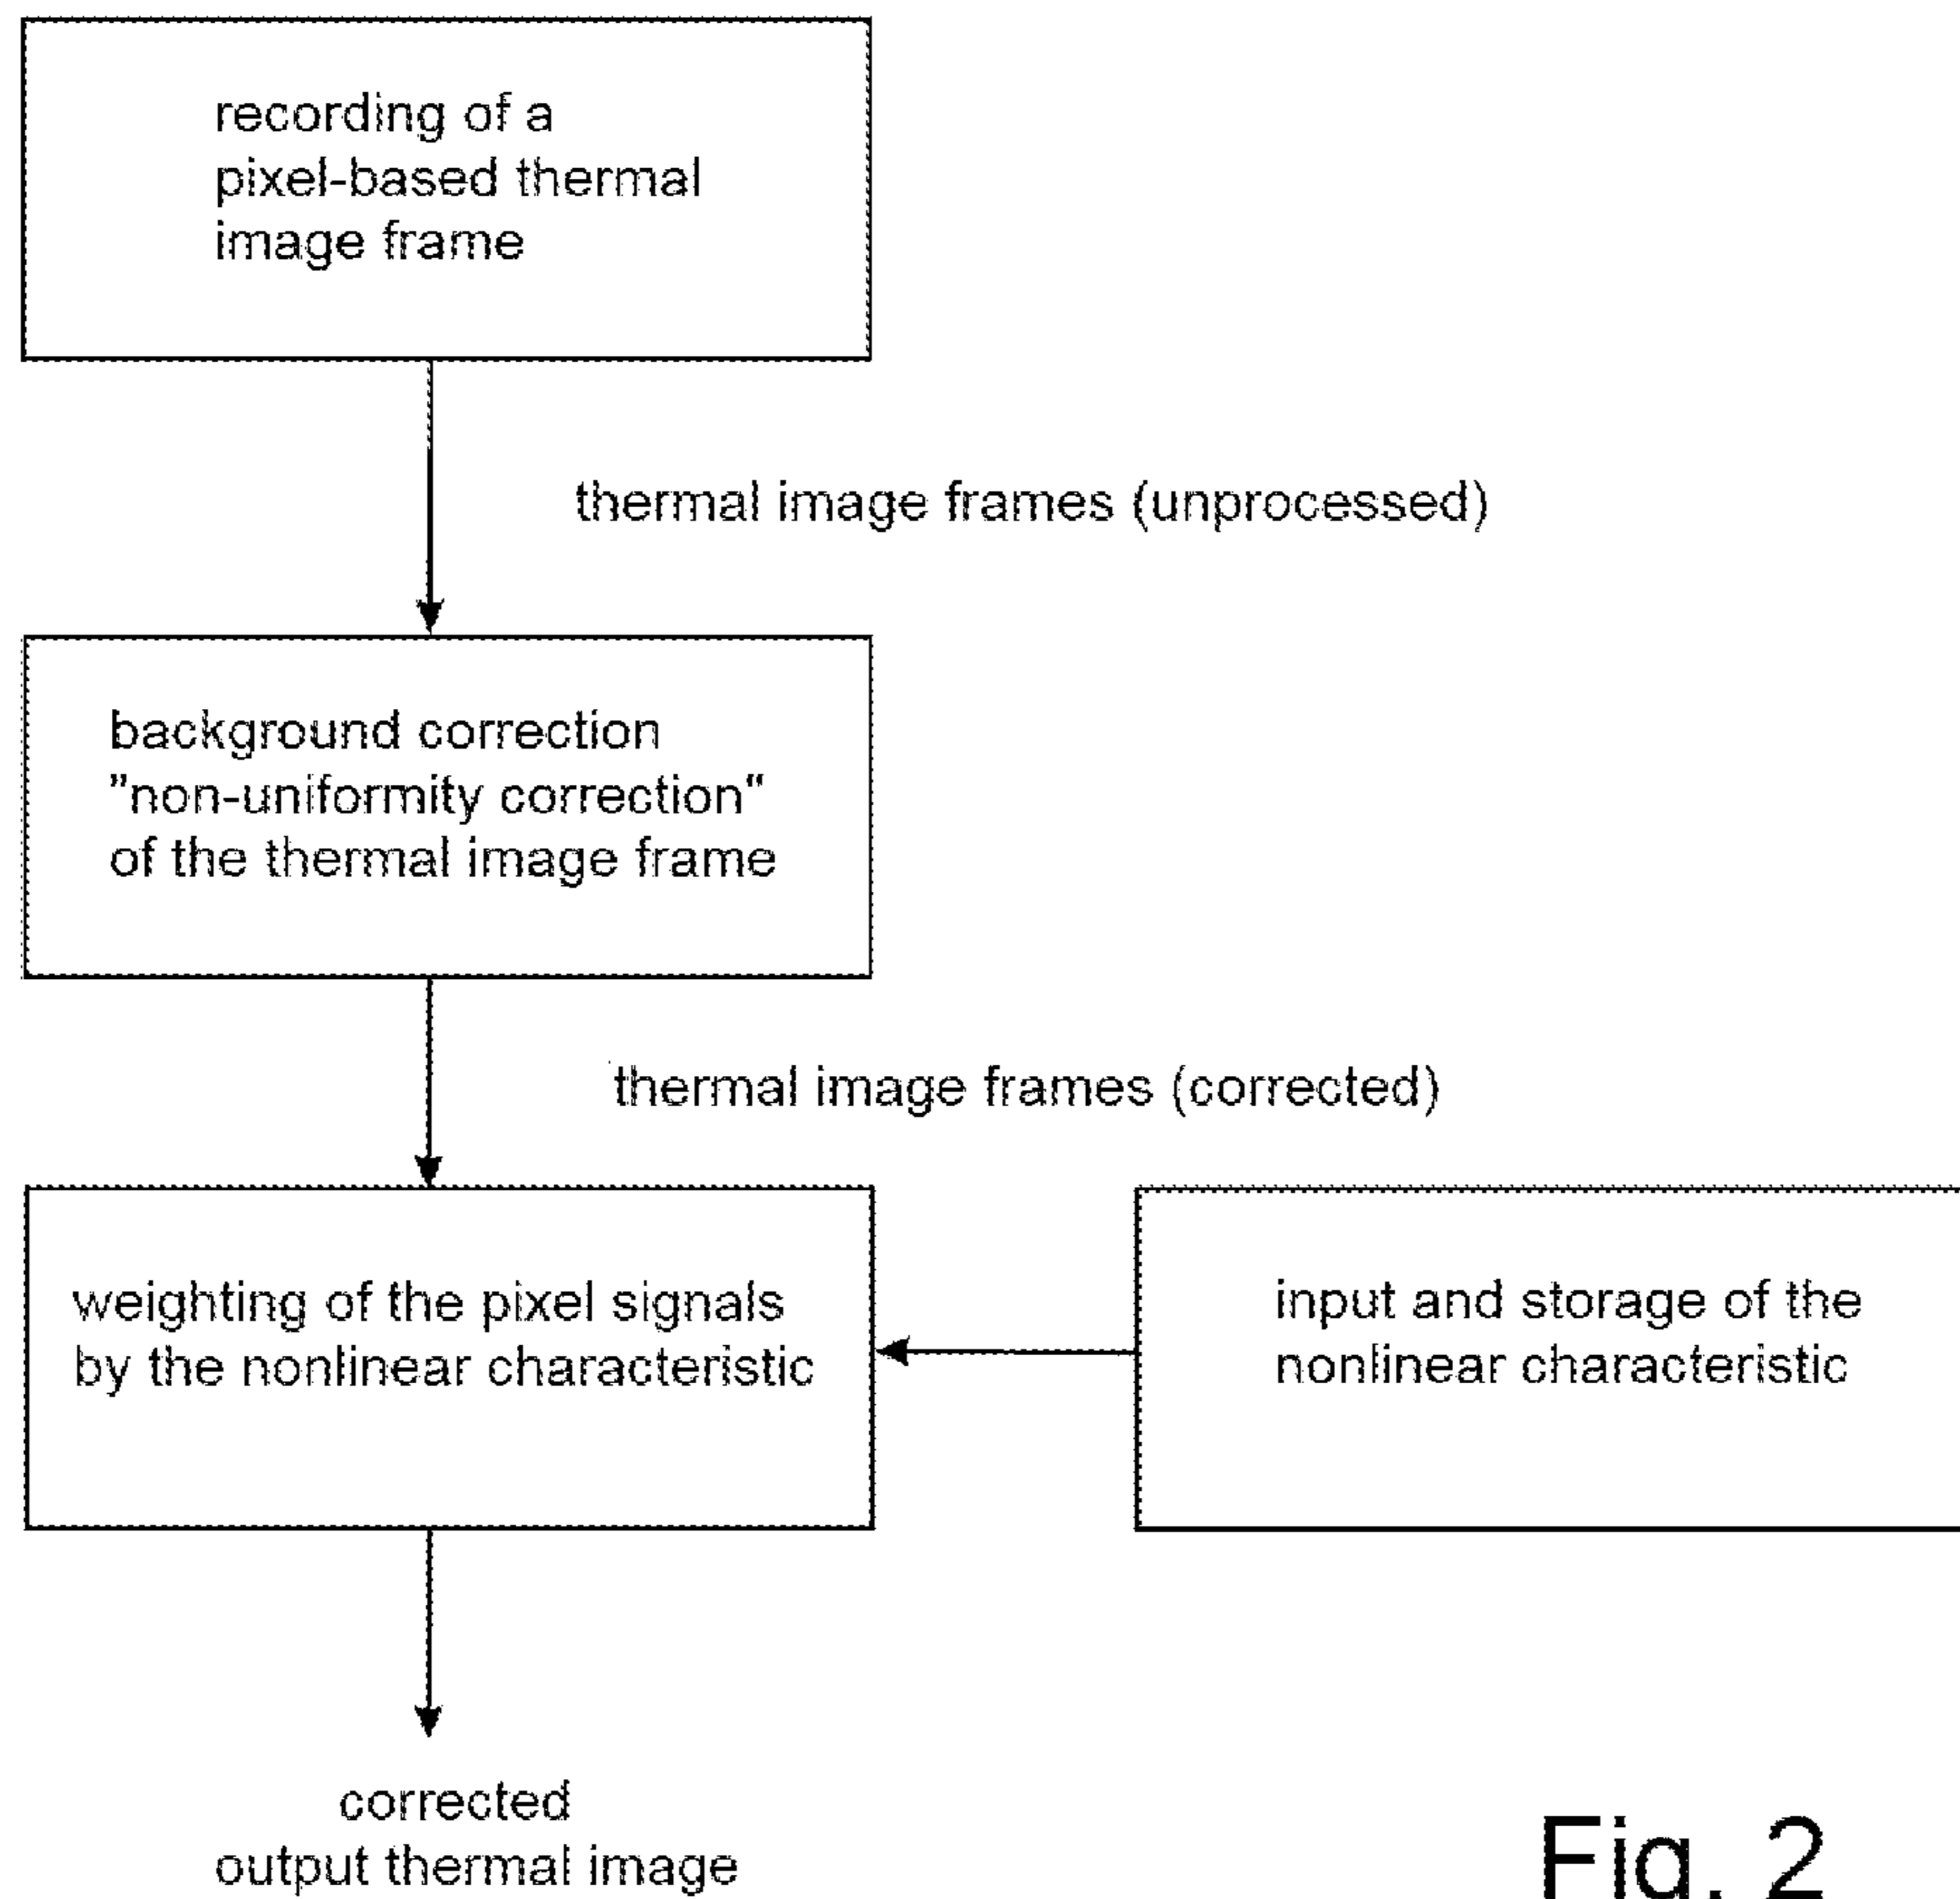 recording of a
pixel-based thermal
image frame
thermal image frames (unprocessed)
background correction
"non-uniformity correction“
of the thermal image frame
thermal image frames (corrected)
weighting of the pixel signals
by the nonlinear characteristic
input and storage of the
nonlinear characteristic
corrected
output thermal image
Fig. 2